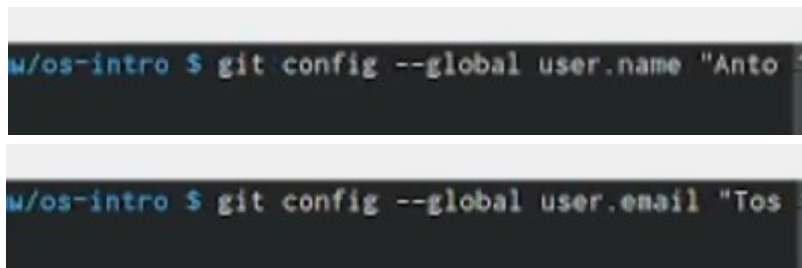 w/os-intro $ git config --global user.name "Anto
w/os-intro $ git config --global user.email "Tos